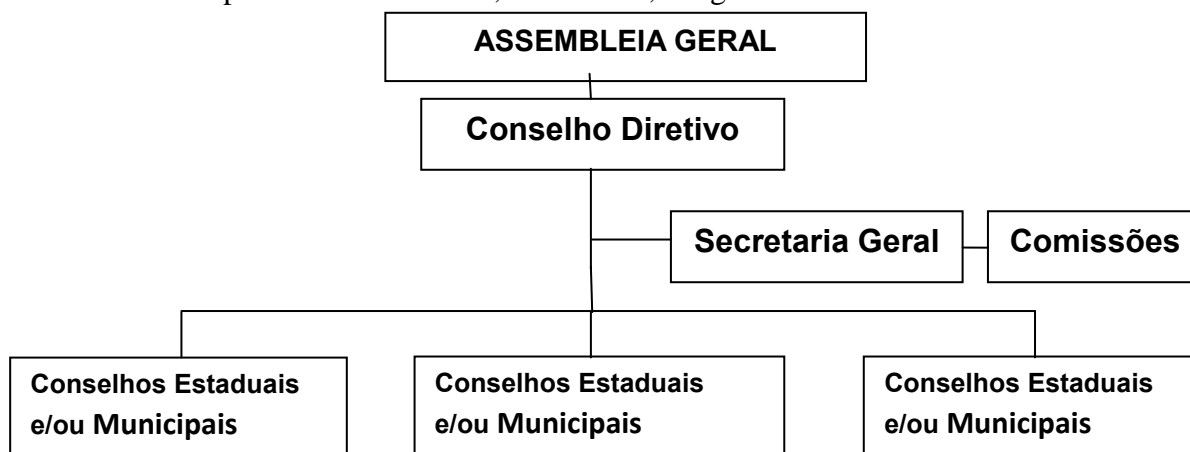 ASSEMBLEIA GERAL
Conselho Diretivo
Secretaria Geral
Comissões
Conselhos Estaduais
e/ou Municipais
Conselhos Estaduais
e/ou Municipais
Conselhos Estaduais
e/ou Municipais